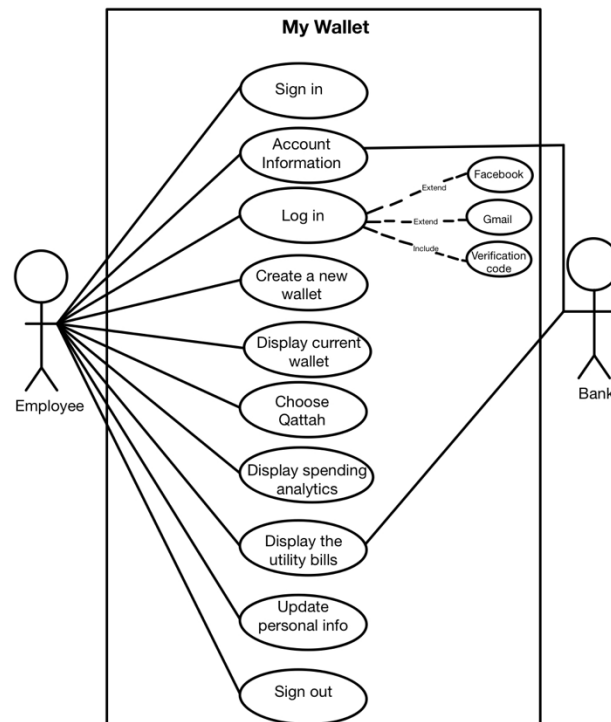 My Wallet
Sign in
Account
Information
Log in
Extend
Facebook
Extend
Gmail
Include
Verification
code
Create a new
wallet
Display current
wallet
Employee
Bank
Choose
Qattah
Display spending
analytics
Display the
utility bills
Update
personal info
Sign out